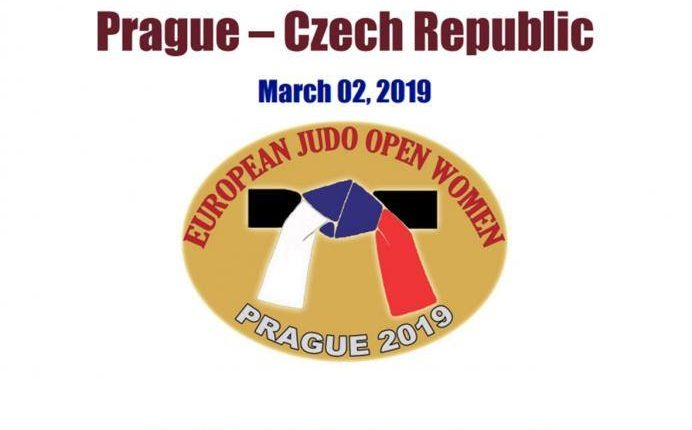 Prague – Czech Republic
March 02, 2019
EUROPEAN JUDO OPEN WOMEN
PRAGUE 2019